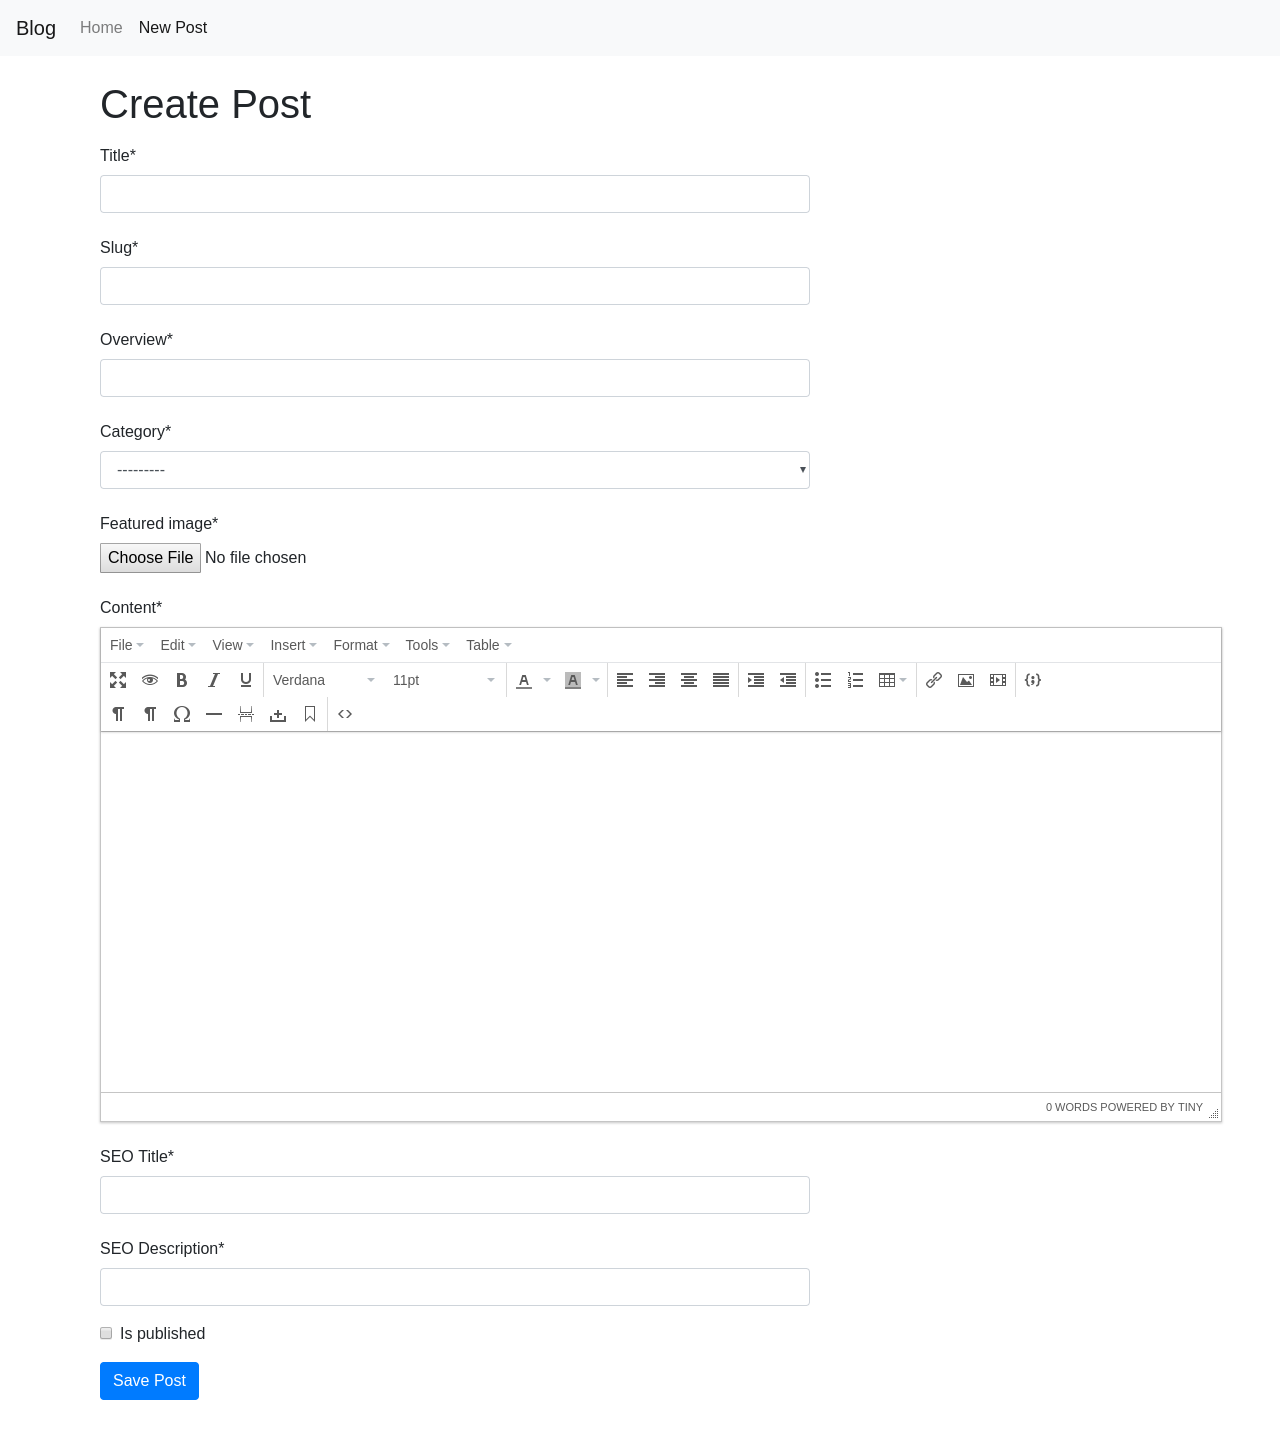 Blog Home New Post
Create Post
Title*
Slug*
Overview*
Category*
---------
Featured image*
Choose File No file chosen
Content*
File Edit View Insert Format Tools Table
Verdana 11pt
0 WORDS POWERED BY TINY
SEO Title*
SEO Description*
Is published
Save Post